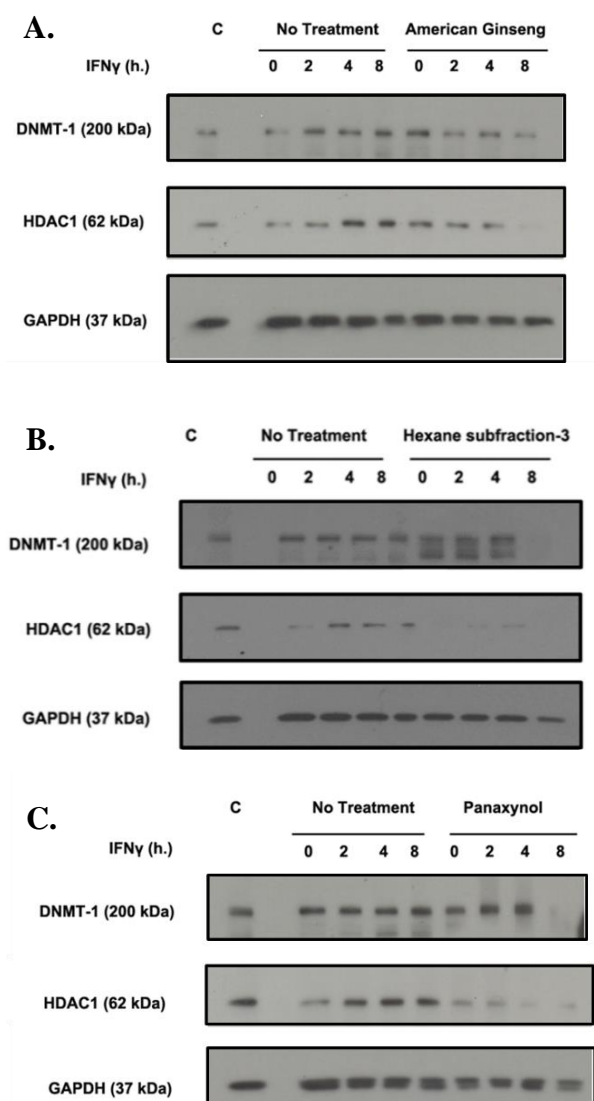 A.
C No Treatment American Ginseng
IFNγ (h.) 0 2 4 8 0 2 4 8
DNMT-1 (200 kDa)
HDAC1 (62 kDa)
GAPDH (37 kDa)
B.
C No Treatment Hexane subfraction-3
IFNγ (h.) 0 2 4 8 0 2 4 8
DNMT-1 (200 kDa)
HDAC1 (62 kDa)
GAPDH (37 kDa)
C.
C No Treatment Panaxynol
IFNγ (h.) 0 2 4 8 0 2 4 8
DNMT-1 (200 kDa)
HDAC1 (62 kDa)
GAPDH (37 kDa)